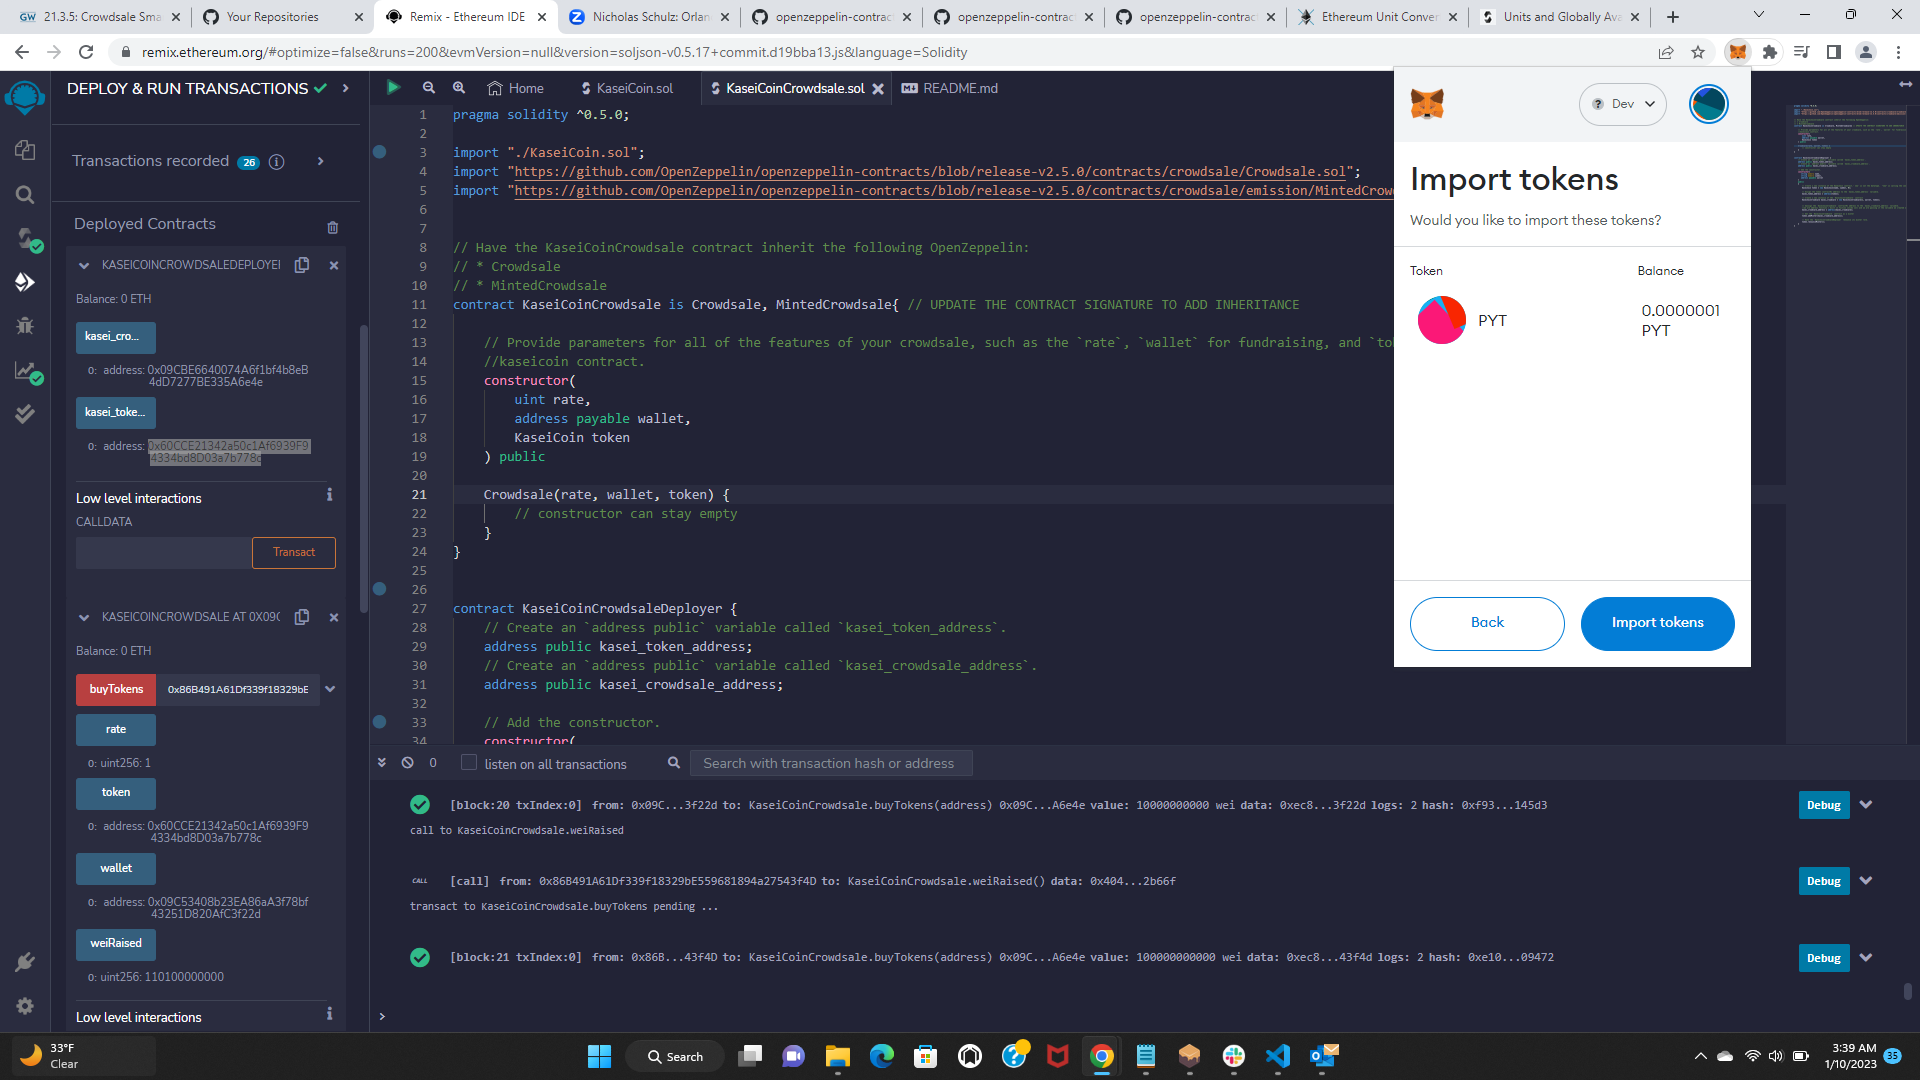 21.3.5: Crowdsale Sma
Your Repositories
Remix - Ethereum IDE
Nicholas Schulz: Orlan
openzeppelin-contrac
openzeppelin-contrac
openzeppelin-contrac
Ethereum Unit Conver
Units and Globally Ava
remix.ethereum.org/#optimize=false&runs=200&evmVersion=null&version=soljson-v0.5.17+commit.d19bba13.js&language=Solidity
DEPLOY & RUN TRANSACTIONS
Transactions recorded 26
Deployed Contracts
KASEICOINCROWDSALEDEPLOYEI
Balance: 0 ETH
kasei_cro...
0: address: 0x09CBE6640074A6f1bf4b8eB
4dD7277BE335A6e4e
kasei_toke...
0: address: 0x60CCE21342a50c1Af6939F9
4334bd8D03a7b778c
Low level interactions
CALLDATA
Transact
KASEICOINCROWDSALE AT 0X09C
Balance: 0 ETH
buyTokens 0x86B491A61Df339f18329bE
rate
0: uint256: 1
token
0: address: 0x60CCE21342a50c1Af6939F9
4334bd8D03a7b778c
wallet
0: address: 0x09C53408b23EA86aA3f78bf
43251D820AfC3f22d
weiRaised
0: uint256: 110100000000
Low level interactions
Home
KaseiCoin.sol
KaseiCoinCrowdsale.sol
README.md
1 pragma solidity ^0.5.0;
2
3 import "./KaseiCoin.sol";
4 import "https://github.com/OpenZeppelin/openzeppelin-contracts/blob/release-v2.5.0/contracts/crowdsale/Crowdsale.sol";
5 import "https://github.com/OpenZeppelin/openzeppelin-contracts/blob/release-v2.5.0/contracts/crowdsale/emission/MintedCrow
6
7
8 // Have the KaseiCoinCrowdsale contract inherit the following OpenZeppelin:
9 // * Crowdsale
10 // * MintedCrowdsale
11 contract KaseiCoinCrowdsale is Crowdsale, MintedCrowdsale{ // UPDATE THE CONTRACT SIGNATURE TO ADD INHERITANCE
12
13 // Provide parameters for all of the features of your crowdsale, such as the `rate`, `wallet` for fundraising, and `to
14 //kaseicoin contract.
15 constructor(
16 uint rate,
17 address payable wallet,
18 KaseiCoin token
19 ) public
20
21 Crowdsale(rate, wallet, token) {
22 // constructor can stay empty
23 }
24 }
25
26
27 contract KaseiCoinCrowdsaleDeployer {
28 // Create an `address public` variable called `kasei_token_address`.
29 address public kasei_token_address;
30 // Create an `address public` variable called `kasei_crowdsale_address`.
31 address public kasei_crowdsale_address;
32
33 // Add the constructor.
34 constructor(
Dev
Import tokens
Would you like to import these tokens?
Token Balance
PYT 0.0000001
PYT
Back
Import tokens
0 listen on all transactions Search with transaction hash or address
[block:20 txIndex:0] from: 0x09C...3f22d to: KaseiCoinCrowdsale.buyTokens(address) 0x09C...A6e4e value: 10000000000 wei data: 0xec8...3f22d logs: 2 hash: 0xf93...145d3
Debug
call to KaseiCoinCrowdsale.weiRaised
CALL [call] from: 0x86B491A61Df339f18329bE559681894a27543f4D to: KaseiCoinCrowdsale.weiRaised() data: 0x404...2b66f
Debug
transact to KaseiCoinCrowdsale.buyTokens pending ...
[block:21 txIndex:0] from: 0x86B...43f4D to: KaseiCoinCrowdsale.buyTokens(address) 0x09C...A6e4e value: 100000000000 wei data: 0xec8...43f4d logs: 2 hash: 0xe10...09472
Debug
>
33°F
Clear
Search
3:39 AM
1/10/2023
35